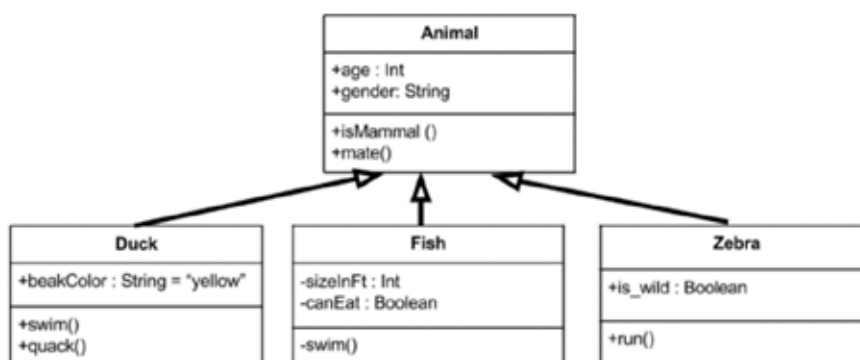 Animal
+age : Int
+gender: String
+isMammal ()
+mate()
Duck
+beakColor : String = “yellow”
+swim()
+quack()
Fish
-sizeInFt : Int
-canEat : Boolean
-swim()
Zebra
+is_wild : Boolean
+run()